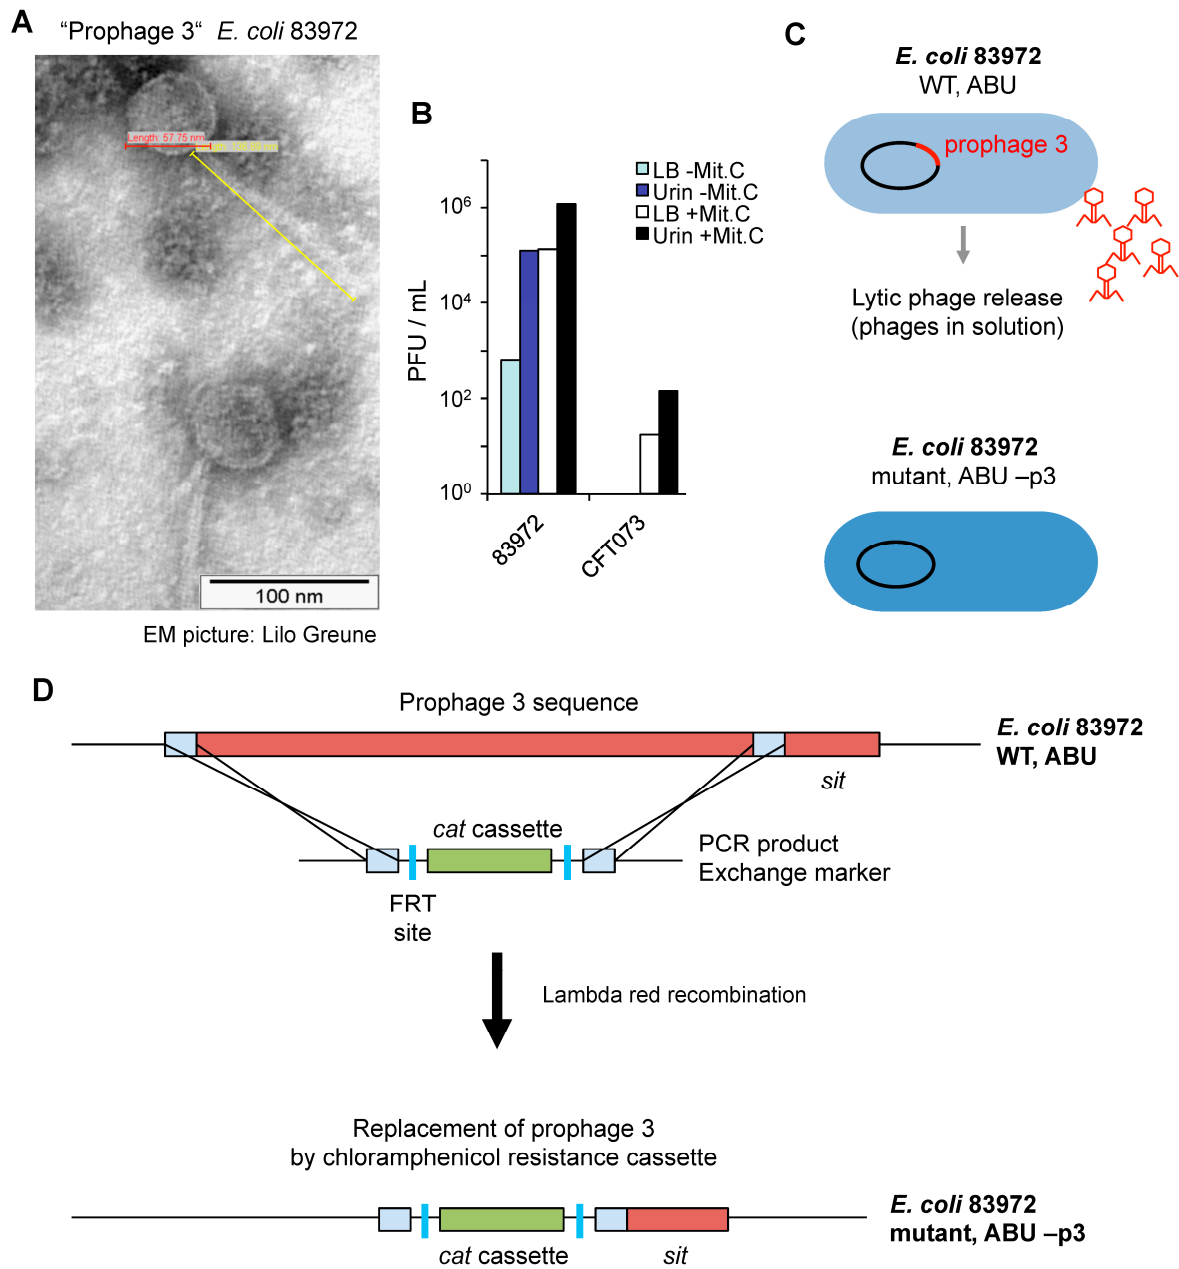 A
“Prophage 3“ E. coli 83972
Length: 57.75 nm
100 nm
EM picture: Lilo Greune
B
PFU / mL
10⁶
10⁴
10²
10⁰
LB -Mit.C
Urin -Mit.C
LB +Mit.C
Urin +Mit.C
83972
CFT073
C
E. coli 83972
WT, ABU
prophage 3
Lytic phage release
(phages in solution)
E. coli 83972
mutant, ABU –p3
D
Prophage 3 sequence
E. coli 83972
WT, ABU
sit
cat cassette
PCR product
Exchange marker
FRT
site
Lambda red recombination
Replacement of prophage 3
by chloramphenicol resistance cassette
E. coli 83972
mutant, ABU –p3
cat cassette
sit